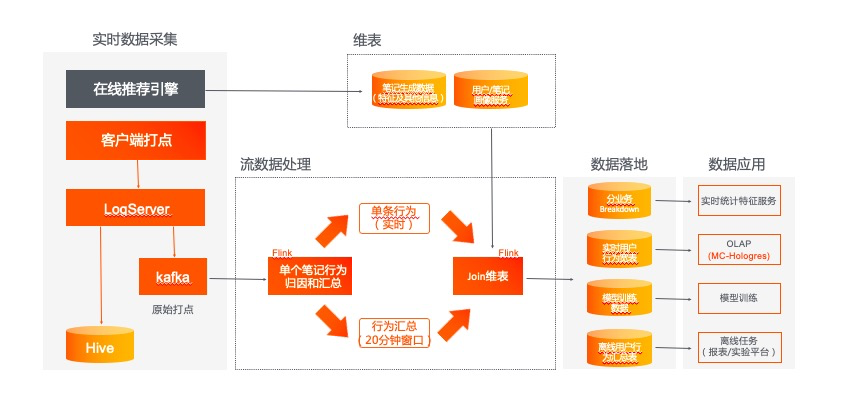 实时数据采集
在线推荐引擎
客户端打点
LogServer
kafka
原始打点
Hive
维表
笔记生成数据
（特征及其他信息）
用户/笔记
画像服务
流数据处理
Flink
单个笔记行为
归因和汇总
单条行为
（实时）
行为汇总
（20分钟窗口）
Flink
Join维表
数据落地
分业务
Breakdown
实时用户
行为宽表
模型训练
数据
离线用户行
为汇总表
数据应用
实时统计特征服务
OLAP
(MC-Hologres)
模型训练
离线任务
（报表/实验平台）